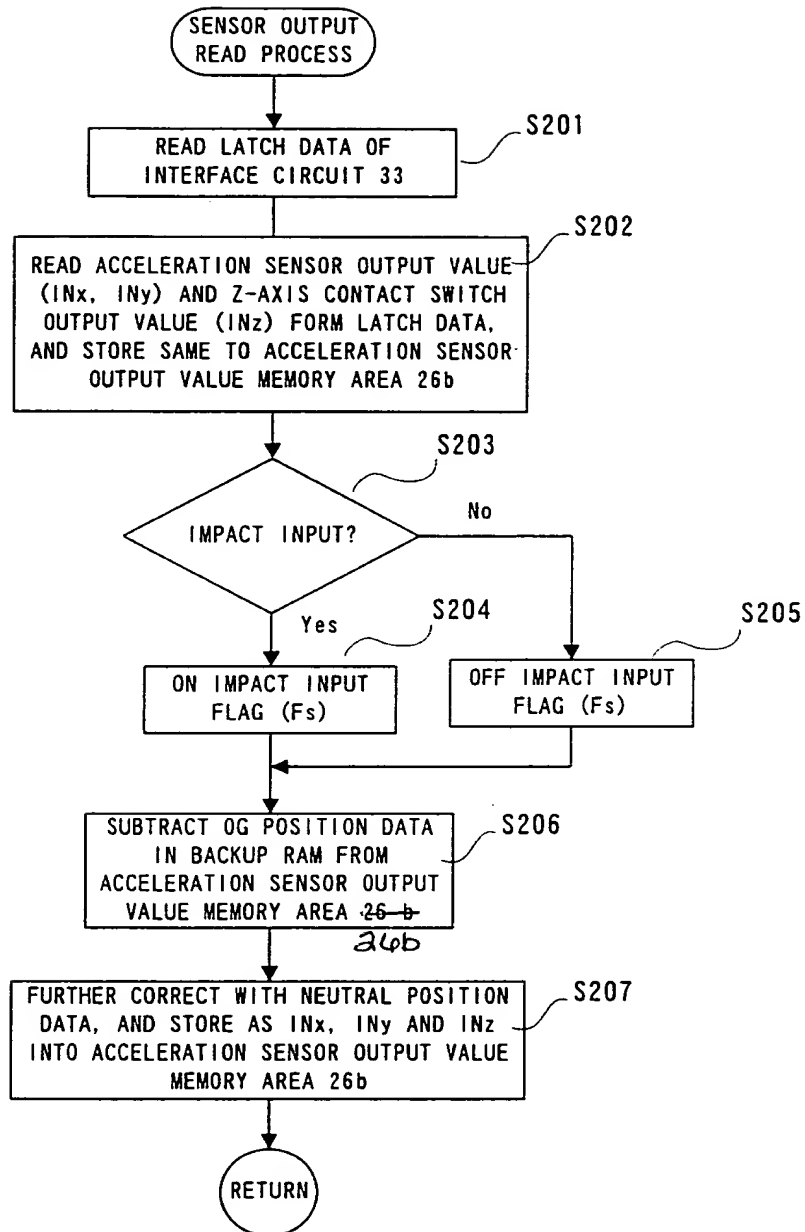 SENSOR OUTPUT
READ PROCESS
S201
READ LATCH DATA OF
INTERFACE CIRCUIT 33
S202
READ ACCELERATION SENSOR OUTPUT VALUE
(INx, INy) AND Z-AXIS CONTACT SWITCH
OUTPUT VALUE (INz) FORM LATCH DATA,
AND STORE SAME TO ACCELERATION SENSOR
OUTPUT VALUE MEMORY AREA 26b
S203
IMPACT INPUT?
No
Yes
S204
S205
ON IMPACT INPUT
FLAG (Fs)
OFF IMPACT INPUT
FLAG (Fs)
S206
SUBTRACT 0G POSITION DATA
IN BACKUP RAM FROM
ACCELERATION SENSOR OUTPUT
VALUE MEMORY AREA 26-b
26b
S207
FURTHER CORRECT WITH NEUTRAL POSITION
DATA, AND STORE AS INx, INy AND INz
INTO ACCELERATION SENSOR OUTPUT VALUE
MEMORY AREA 26b
RETURN